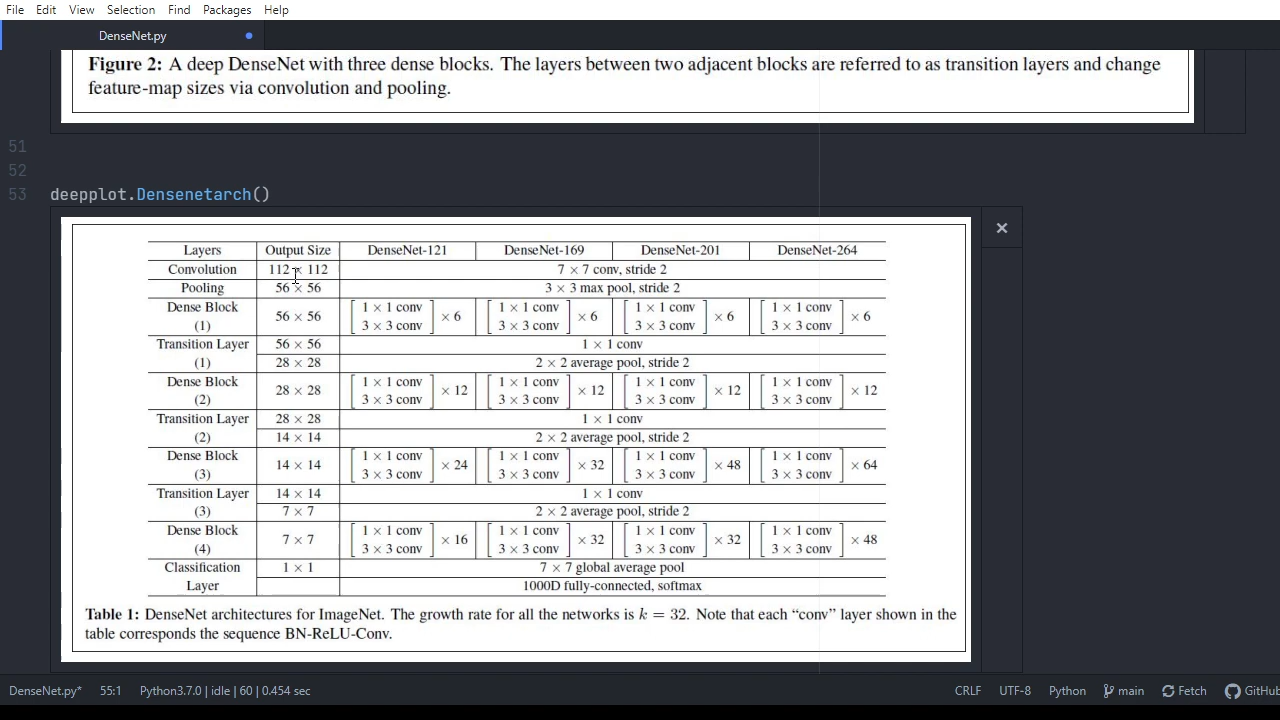 File Edit View Selection Find Packages Help
DenseNet.py
Figure 2: A deep DenseNet with three dense blocks. The layers between two adjacent blocks are referred to as transition layers and change
feature-map sizes via convolution and pooling.
51
52
53 deepplot.Densenetarch()
Layers Output Size DenseNet-121 DenseNet-169 DenseNet-201 DenseNet-264
Convolution 112 × 112 7 × 7 conv, stride 2
Pooling 56 × 56 3 × 3 max pool, stride 2
Dense Block (1) 56 × 56 [ 1 × 1 conv 3 × 3 conv ] × 6 [ 1 × 1 conv 3 × 3 conv ] × 6 [ 1 × 1 conv 3 × 3 conv ] × 6 [ 1 × 1 conv 3 × 3 conv ] × 6
Transition Layer 56 × 56 1 × 1 conv
(1) 28 × 28 2 × 2 average pool, stride 2
Dense Block (2) 28 × 28 [ 1 × 1 conv 3 × 3 conv ] × 12 [ 1 × 1 conv 3 × 3 conv ] × 12 [ 1 × 1 conv 3 × 3 conv ] × 12 [ 1 × 1 conv 3 × 3 conv ] × 12
Transition Layer 28 × 28 1 × 1 conv
(2) 14 × 14 2 × 2 average pool, stride 2
Dense Block (3) 14 × 14 [ 1 × 1 conv 3 × 3 conv ] × 24 [ 1 × 1 conv 3 × 3 conv ] × 32 [ 1 × 1 conv 3 × 3 conv ] × 48 [ 1 × 1 conv 3 × 3 conv ] × 64
Transition Layer 14 × 14 1 × 1 conv
(3) 7 × 7 2 × 2 average pool, stride 2
Dense Block (4) 7 × 7 [ 1 × 1 conv 3 × 3 conv ] × 16 [ 1 × 1 conv 3 × 3 conv ] × 32 [ 1 × 1 conv 3 × 3 conv ] × 32 [ 1 × 1 conv 3 × 3 conv ] × 48
Classification 1 × 1 7 × 7 global average pool
Layer 1000D fully-connected, softmax
Table 1: DenseNet architectures for ImageNet. The growth rate for all the networks is k = 32. Note that each “conv” layer shown in the
table corresponds the sequence BN-ReLU-Conv.
DenseNet.py* 55:1 Python3.7.0 | idle | 60 | 0.454 sec CRLF UTF-8 Python main Fetch GitHub